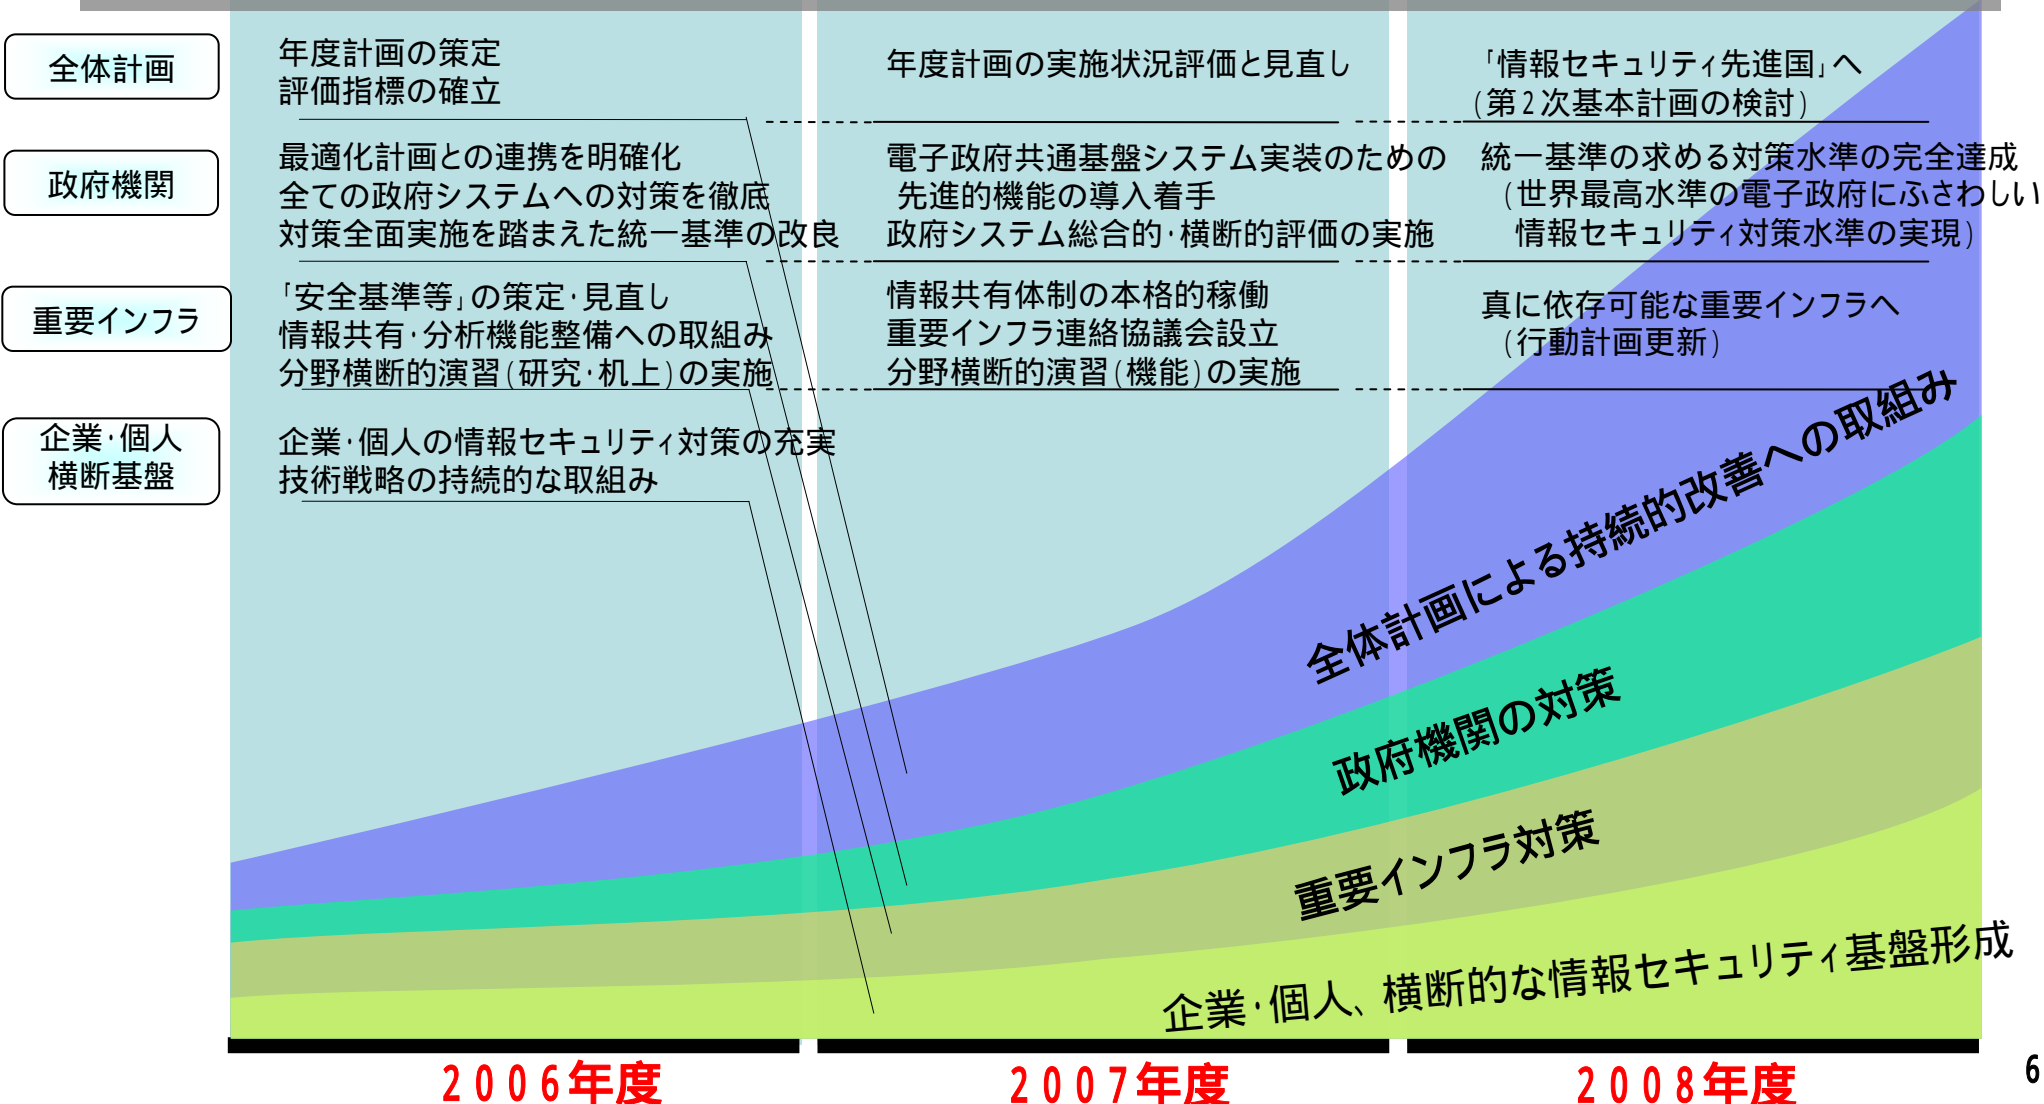 全体計画
年度計画の策定
評価指標の確立
年度計画の実施状況評価と見直し
「情報セキュリティ先進国」へ
(第2次基本計画の検討)
政府機関
最適化計画との連携を明確化
全ての政府システムへの対策を徹底
対策全面実施を踏まえた統一基準の改良
電子政府共通基盤システム実装のための
先進的機能の導入着手
政府システム総合的・横断的評価の実施
統一基準の求める対策水準の完全達成
(世界最高水準の電子政府にふさわしい
情報セキュリティ対策水準の実現)
重要インフラ
「安全基準等」の策定・見直し
情報共有・分析機能整備への取組み
分野横断的演習(研究・机上)の実施
情報共有体制の本格的稼働
重要インフラ連絡協議会設立
分野横断的演習(機能)の実施
真に依存可能な重要インフラへ
(行動計画更新)
企業・個人
横断基盤
企業・個人の情報セキュリティ対策の充実
技術戦略の持続的な取組み
全体計画による持続的改善への取組み
政府機関の対策
重要インフラ対策
企業・個人、横断的な情報セキュリティ基盤形成
2006年度
2007年度
2008年度
6